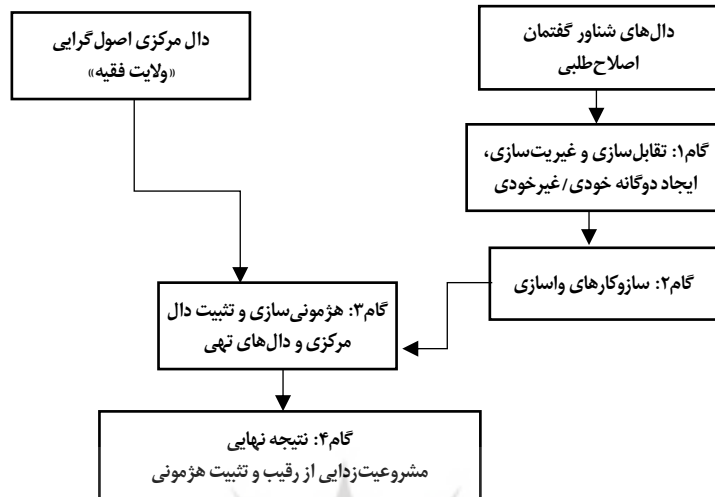 دال‌های شناور گفتمان
اصلاح‌طلبی
دال مرکزی اصول‌گرایی
«ولایت فقیه»
گام۱: تقابل‌سازی و غیریت‌سازی،
ایجاد دوگانه خودی/غیرخودی
گام۲: سازوکارهای واسازی
گام۳: هژمونی‌سازی و تثبیت دال
مرکزی و دال‌های تهی
گام۴: نتیجه نهایی
مشروعیت‌زدایی از رقیب و تثبیت هژمونی